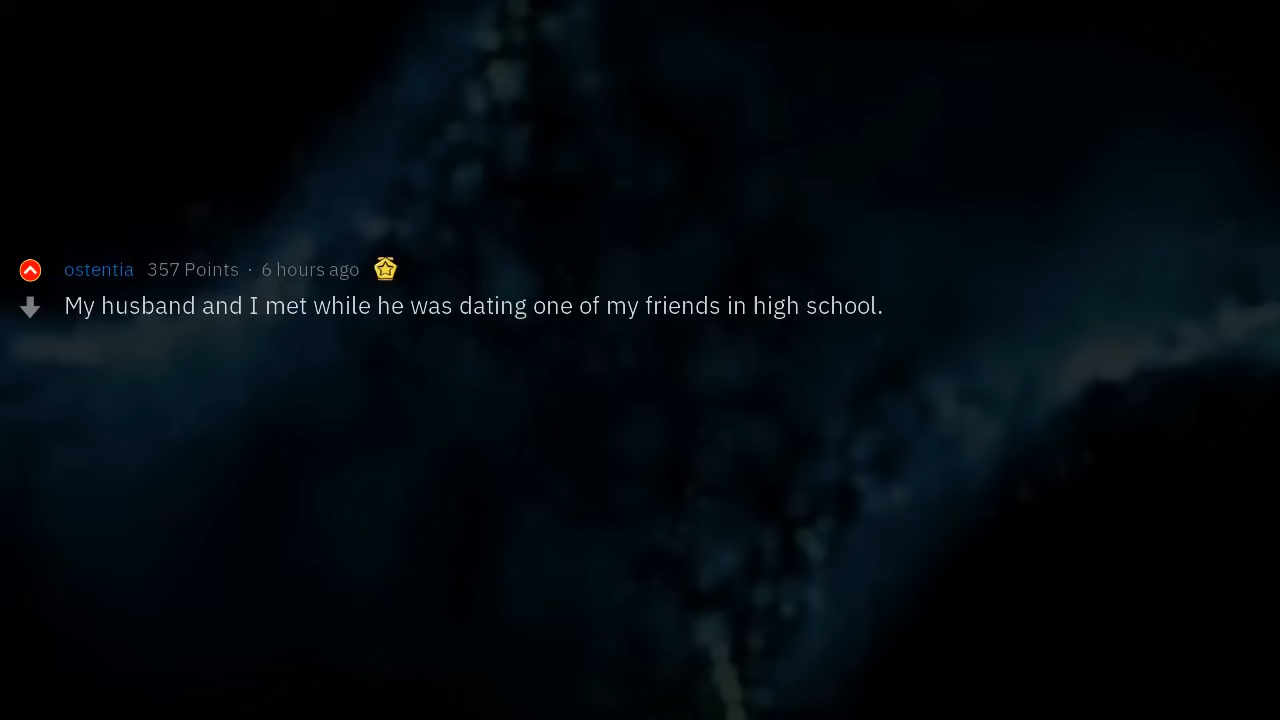 ostentia 357 Points · 6 hours ago
My husband and I met while he was dating one of my friends in high school.